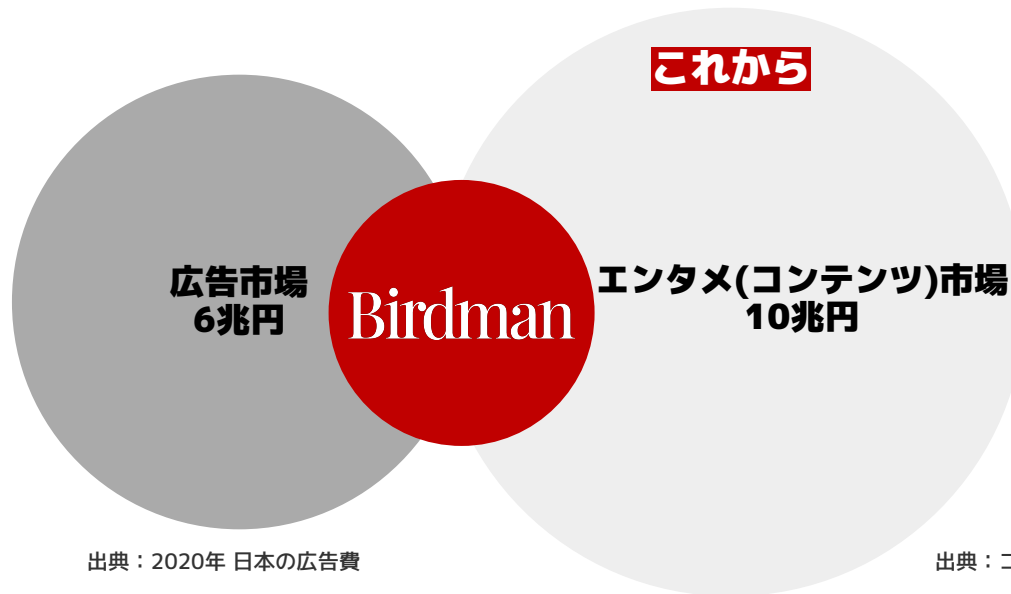 これから
広告市場
6兆円
Birdman
エンタメ(コンテンツ)市場
10兆円
出典：2020年 日本の広告費
出典：コ